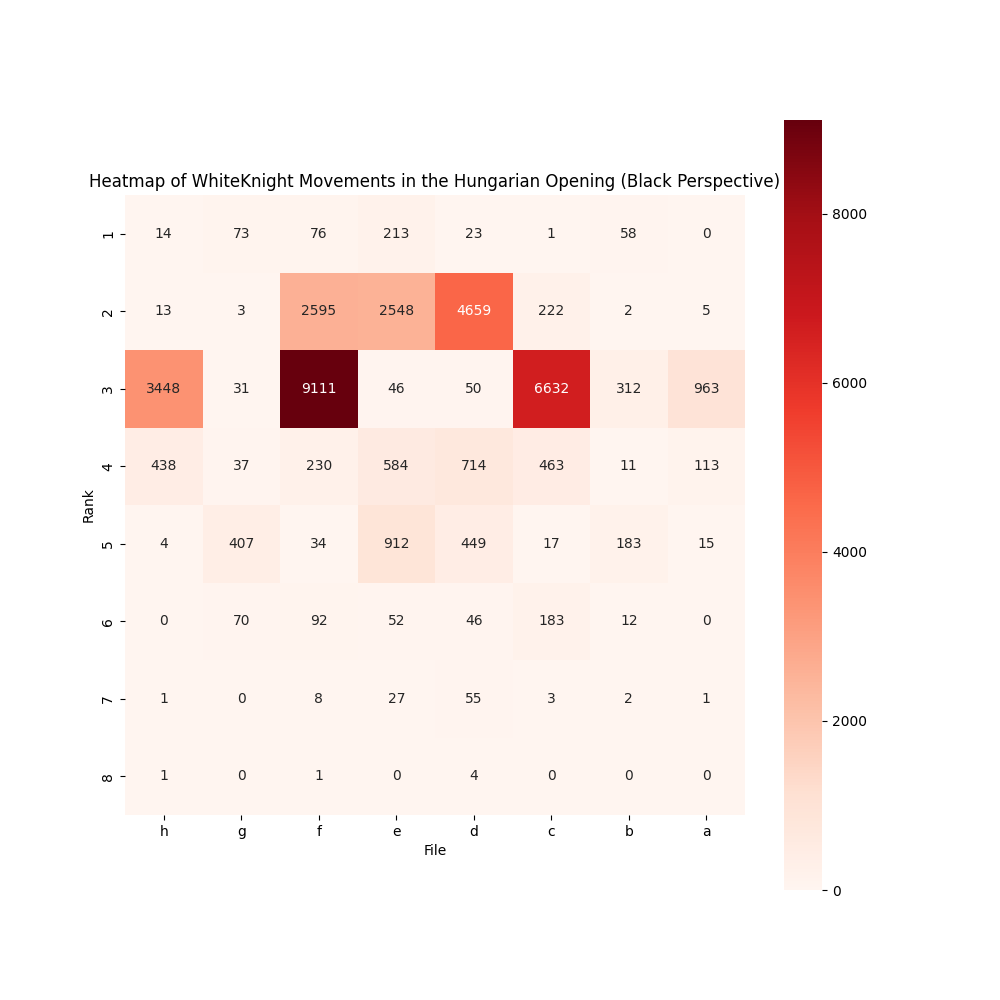 Heatmap of WhiteKnight Movements in the Hungarian Opening (Black Perspective)
1 14 73 76 213 23 1 58 0
2 13 3 2595 2548 4659 222 2 5
3 3448 31 9111 46 50 6632 312 963
4 438 37 230 584 714 463 11 113
5 4 407 34 912 449 17 183 15
6 0 70 92 52 46 183 12 0
7 1 0 8 27 55 3 2 1
8 1 0 1 0 4 0 0 0
h g f e d c b a
File
Rank
8000
6000
4000
2000
0